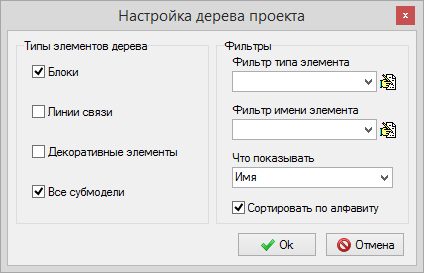 Настройка дерева проекта
Типы элементов дерева
Блоки
Линии связи
Декоративные элементы
Все субмодели
Фильтры
Фильтр типа элемента
Фильтр имени элемента
Что показывать
Имя
Сортировать по алфавиту
Ok
Отмена